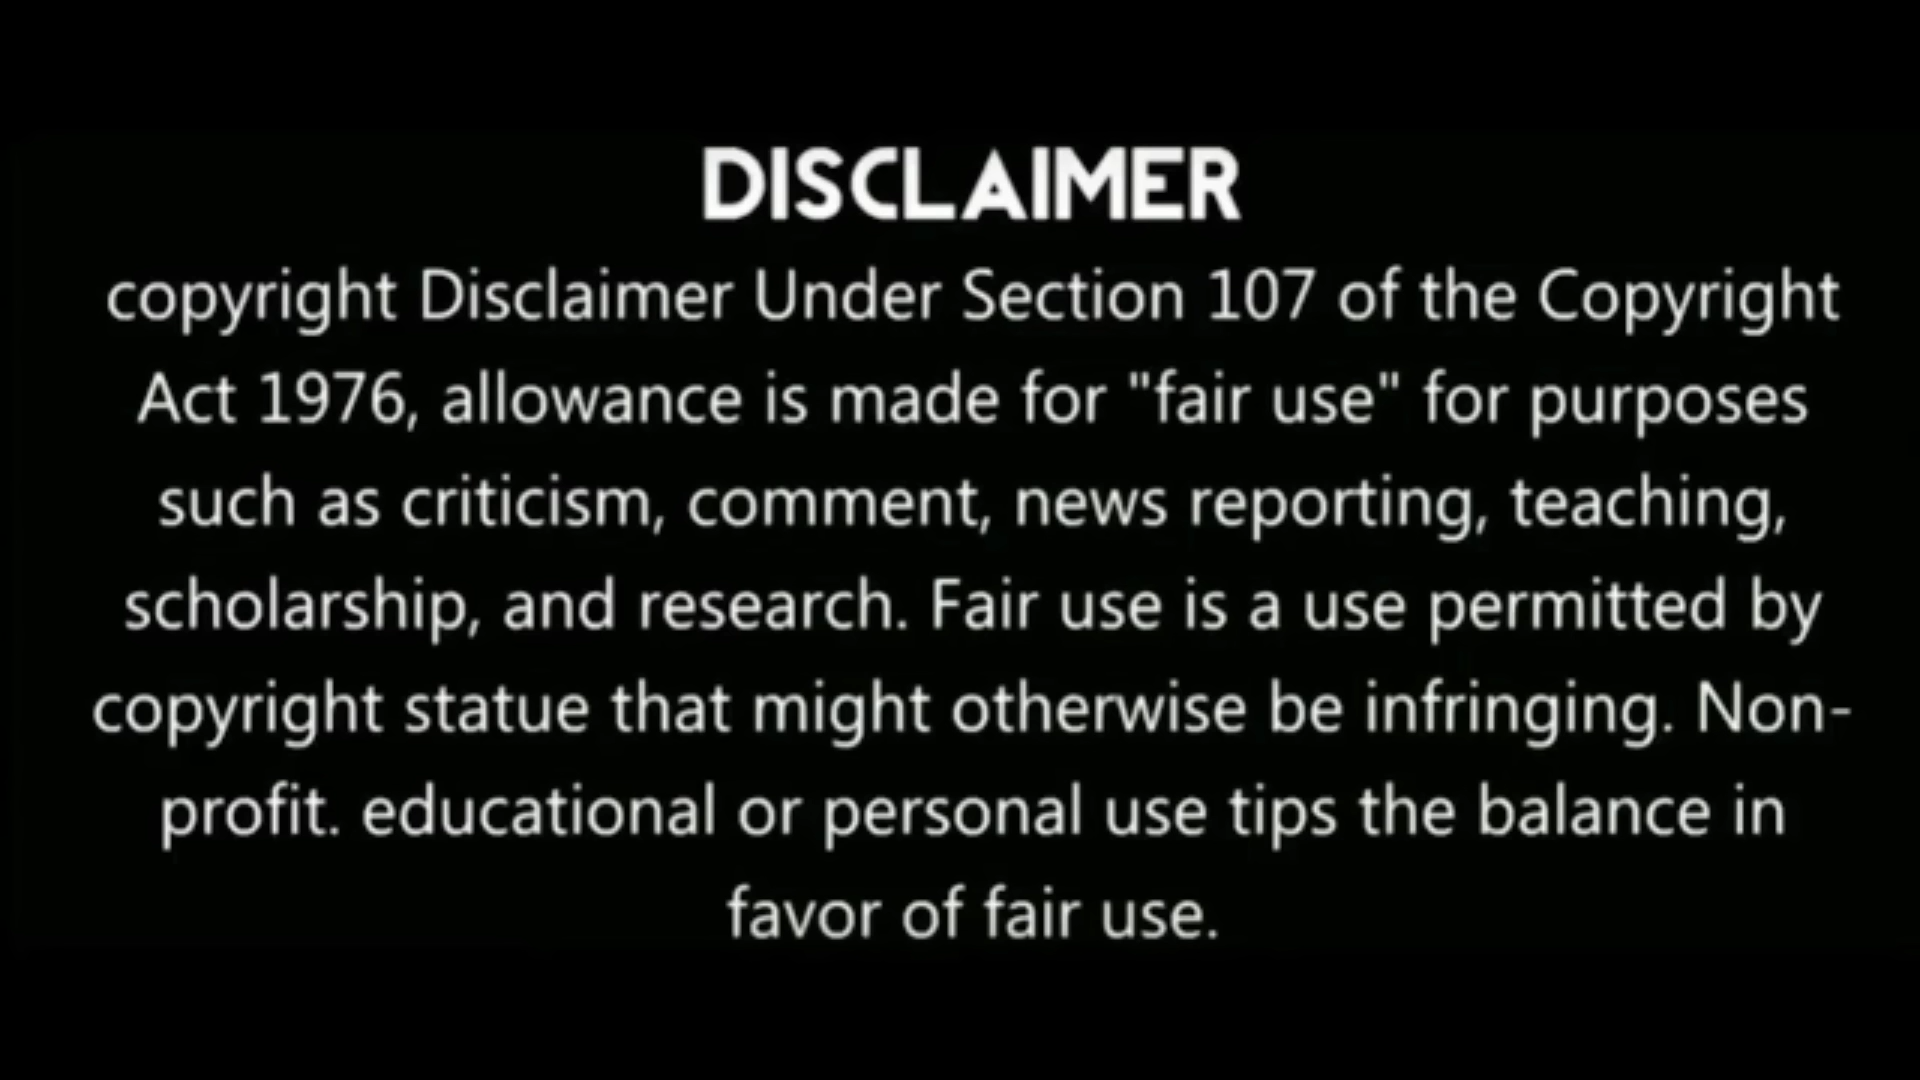 DISCLAIMER
copyright Disclaimer Under Section 107 of the Copyright
Act 1976, allowance is made for "fair use" for purposes
such as criticism, comment, news reporting, teaching,
scholarship, and research. Fair use is a use permitted by
copyright statue that might otherwise be infringing. Non-
profit. educational or personal use tips the balance in
favor of fair use.